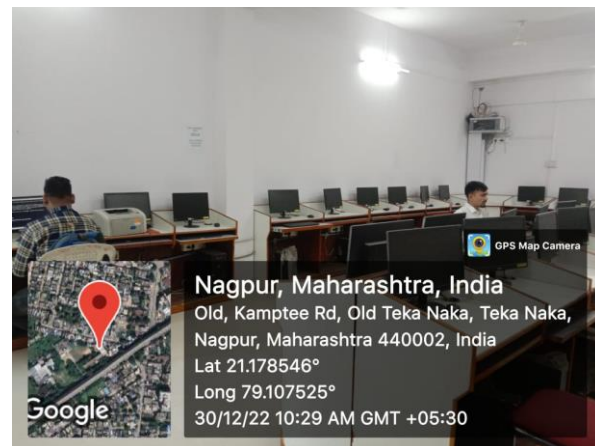 GPS Map Camera
Nagpur, Maharashtra, India
Old, Kamptee Rd, Old Teka Naka, Teka Naka,
Nagpur, Maharashtra 440002, India
Lat 21.178546°
Long 79.107525°
30/12/22 10:29 AM GMT +05:30
Google